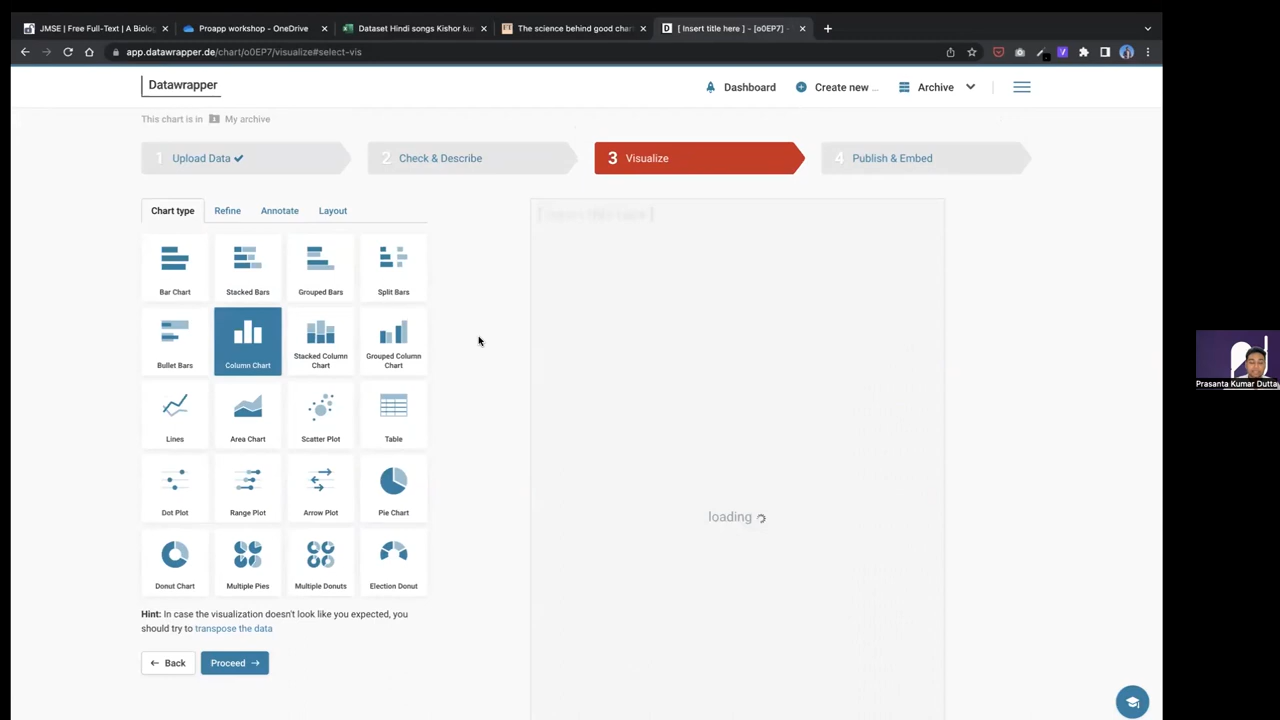 JMSE | Free Full-Text | A Biolog
Proapp workshop - OneDrive
Dataset Hindi songs Kishor ku
The science behind good char
[ Insert title here ] - [o0EP7]
app.datawrapper.de/chart/o0EP7/visualize#select-vis
Datawrapper
Dashboard
Create new ...
Archive
This chart is in My archive
1 Upload Data
2 Check & Describe
3 Visualize
4 Publish & Embed
Chart type
Refine
Annotate
Layout
Bar Chart
Stacked Bars
Grouped Bars
Split Bars
Bullet Bars
Column Chart
Stacked Column
Chart
Grouped Column
Chart
Lines
Area Chart
Scatter Plot
Table
Dot Plot
Range Plot
Arrow Plot
Pie Chart
Donut Chart
Multiple Pies
Multiple Donuts
Election Donut
Hint: In case the visualization doesn't look like you expected, you
should try to transpose the data
Back
Proceed
loading
Prasanta Kumar Duttay